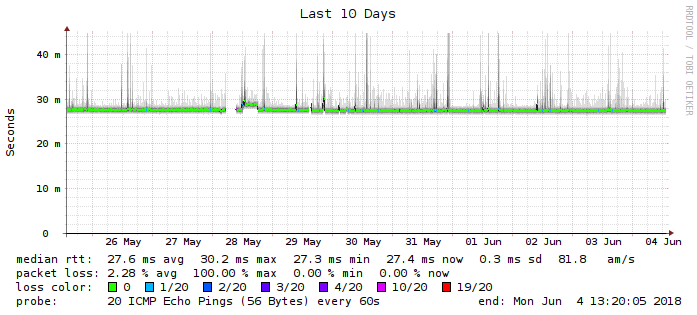 Last 10 Days
RRDTOOL / TOBI OETIKER
Seconds
40 m
30 m
20 m
10 m
0
26 May 27 May 28 May 29 May 30 May 31 May 01 Jun 02 Jun 03 Jun 04 Jun
median rtt: 27.6 ms avg 30.2 ms max 27.3 ms min 27.4 ms now 0.3 ms sd 81.8 am/s
packet loss: 2.28 % avg 100.00 % max 0.00 % min 0.00 % now
loss color: 0 1/20 2/20 3/20 4/20 10/20 19/20
probe: 20 ICMP Echo Pings (56 Bytes) every 60s end: Mon Jun 4 13:20:05 2018